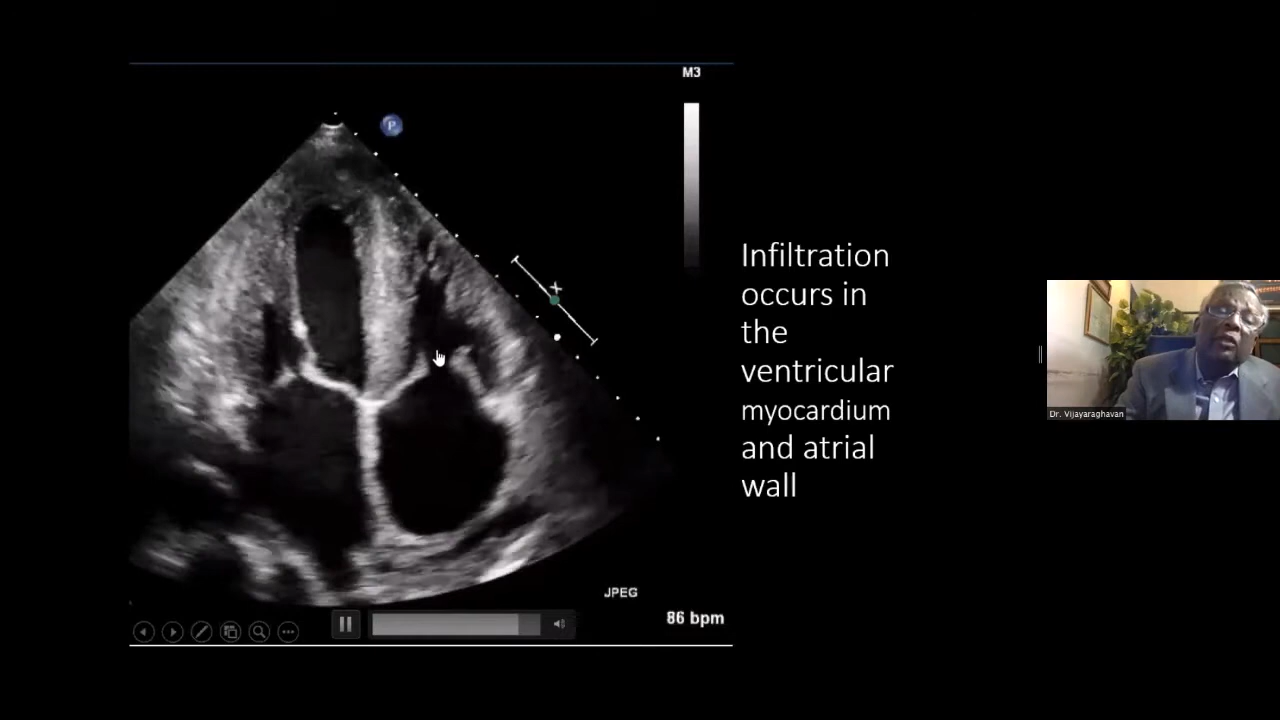 M3
P
Infiltration
occurs in
the
ventricular
myocardium
and atrial
wall
Dr. Vijayaraghavan
JPEG
86 bpm